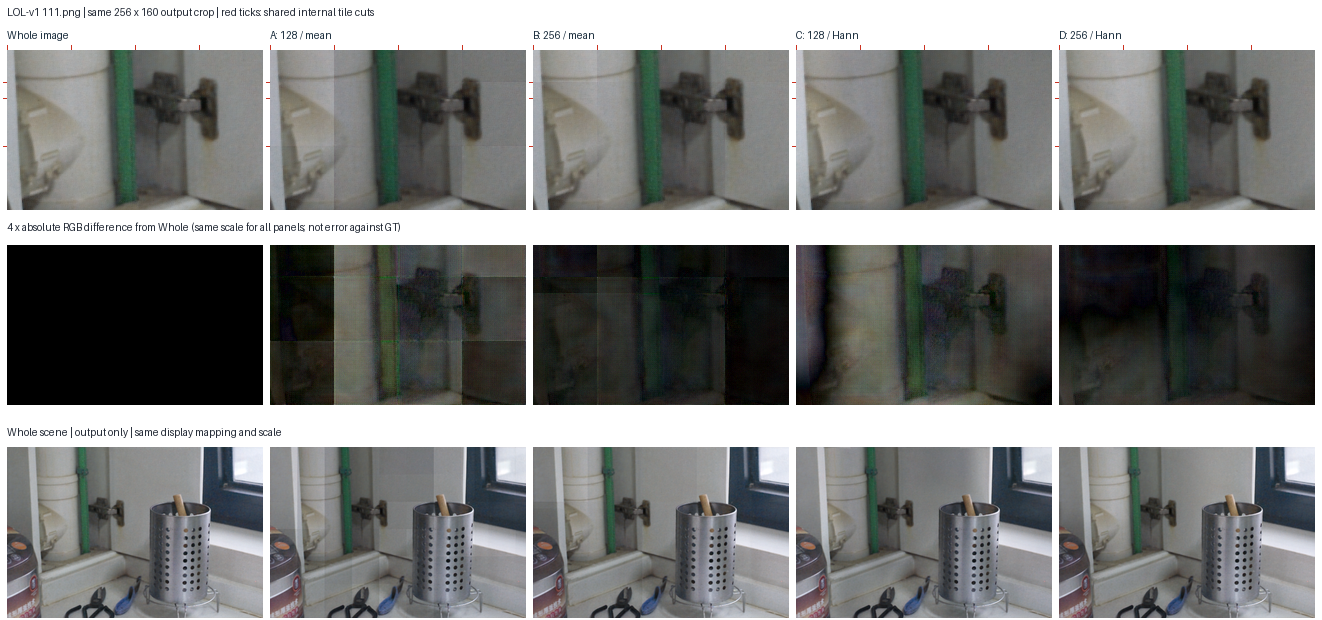 LOL-v1 111.png | same 256 x 160 output crop | red ticks: shared internal tile cuts
Whole image
A: 128 / mean
B: 256 / mean
C: 128 / Hann
D: 256 / Hann
4 x absolute RGB difference from Whole (same scale for all panels; not error against GT)
Whole scene | output only | same display mapping and scale